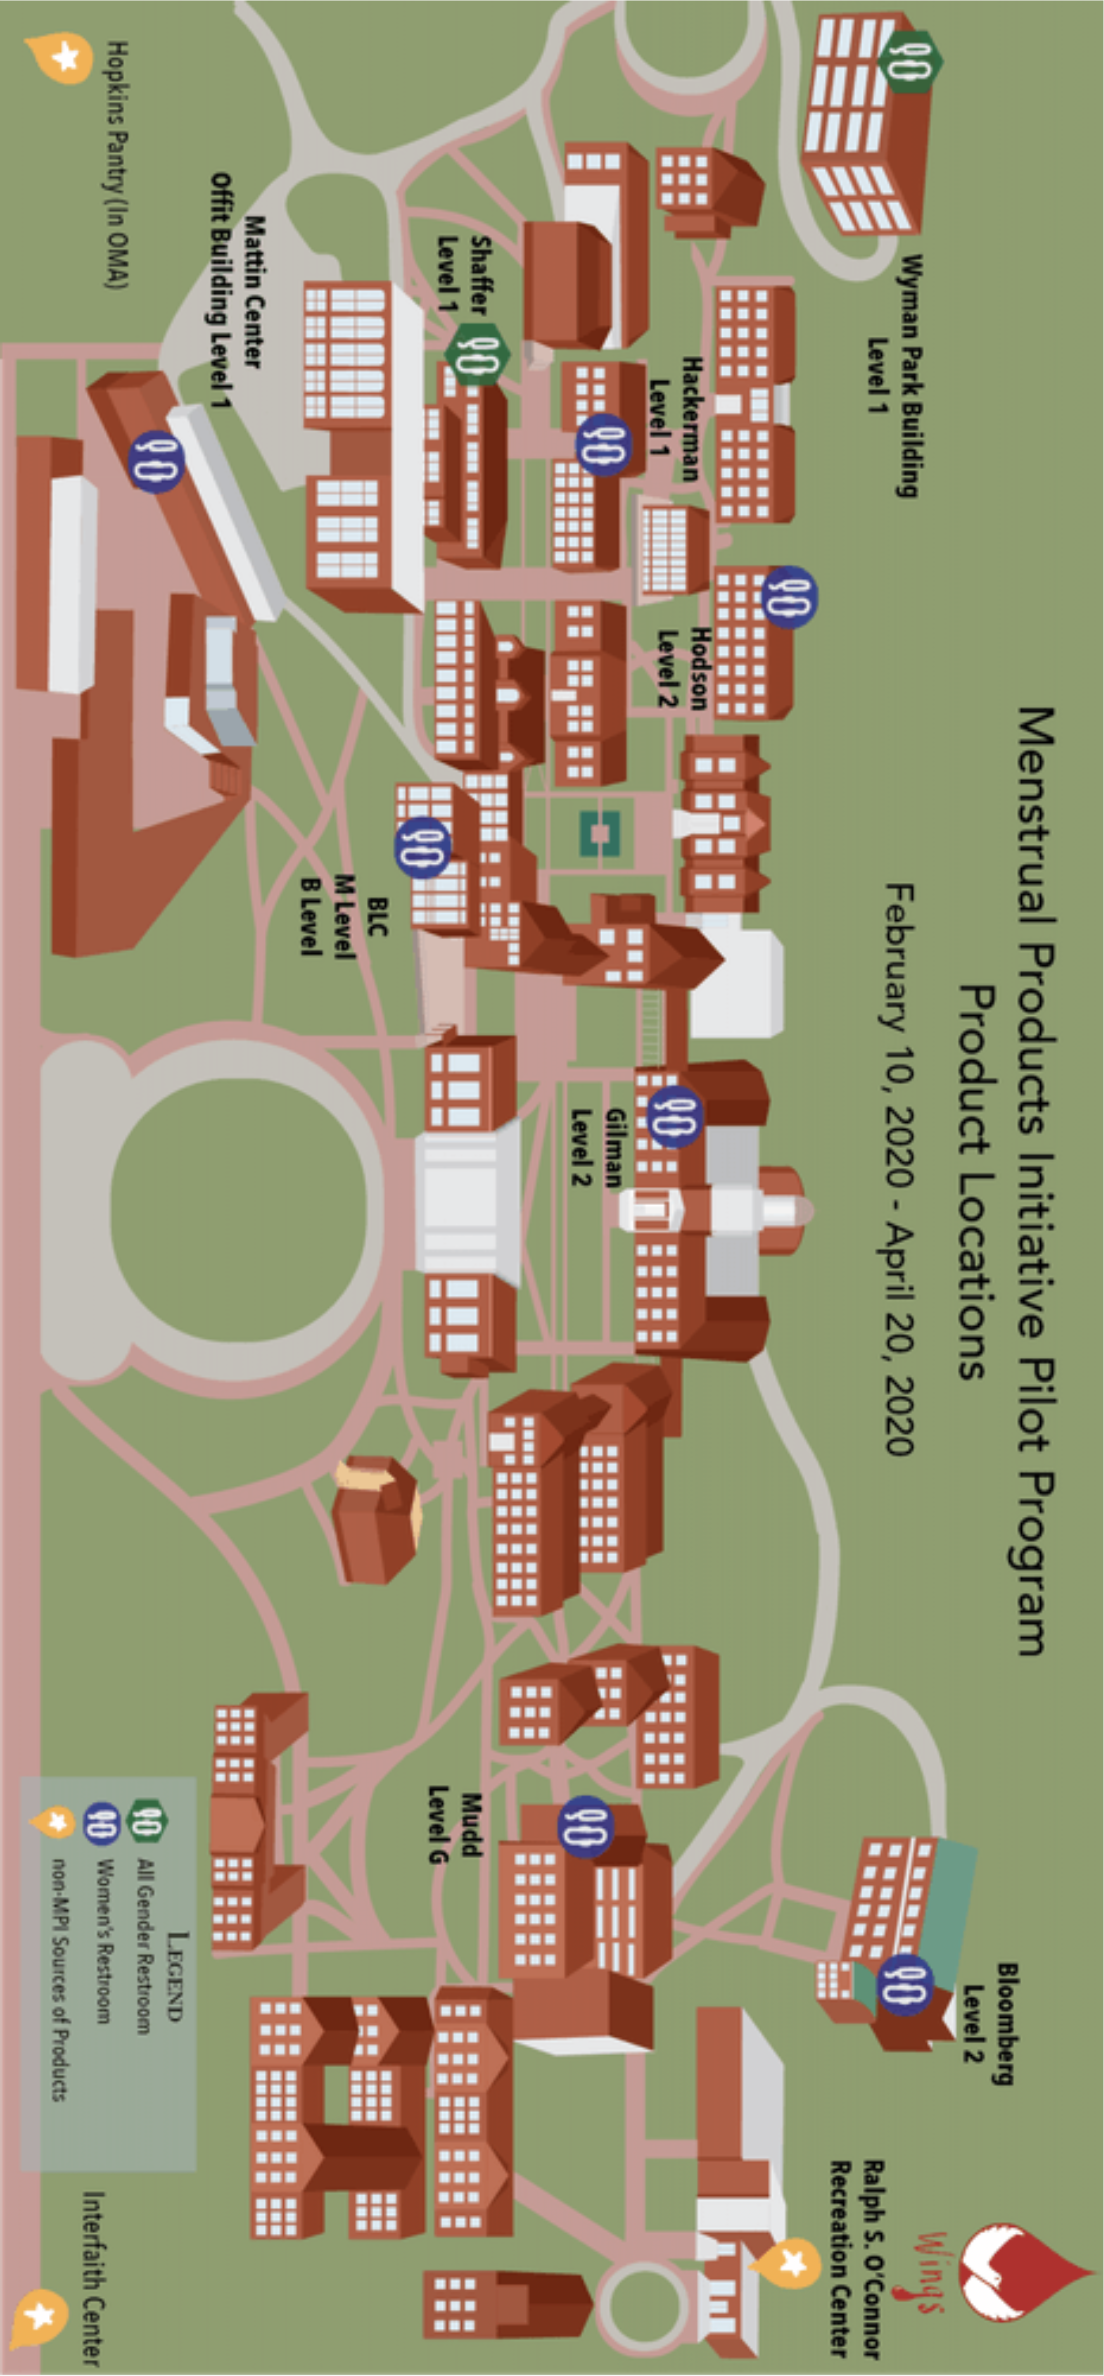 Menstrual Products Initiative Pilot Program
Product Locations
February 10, 2020 - April 20, 2020
Wings
Wyman Park Building
Level 1
Bloomberg
Level 2
Ralph S. O'Connor
Recreation Center
Hackerman
Level 1
Hodson
Level 2
Gilman
Level 2
Shaffer
Level 1
Mudd
Level G
BLC
M Level
B Level
Mattin Center
Offit Building Level 1
Hopkins Pantry (In OMA)
LEGEND
All Gender Restroom
Women's Restroom
non-MPI Sources of Products
Interfaith Center